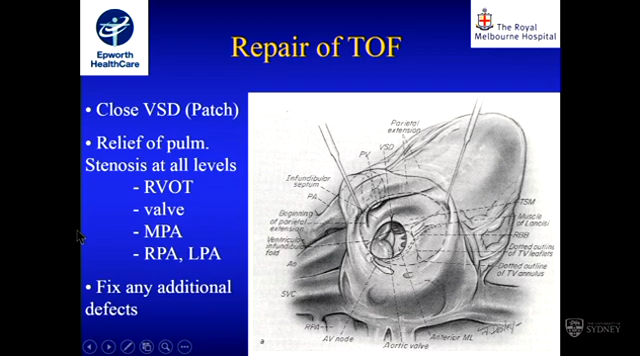 Epworth
HealthCare
Repair of TOF
The Royal
Melbourne Hospital
• Close VSD (Patch)
• Relief of pulm.
Stenosis at all levels
- RVOT
- valve
- MPA
- RPA, LPA
• Fix any additional
defects
Parietal
extension
VSD
PV
Infundibular
septum
PA
Beginning
of parietal
extension
Ventricular
infundibular
fold
Ao
SVC
RPA
AV node
Aortic valve
Anterior ML
TSM
Muscle
of Lancisi
RBB
Dotted outline
of TV leaflets
Dotted outline
of TV annulus
a
THE UNIVERSITY OF
SYDNEY